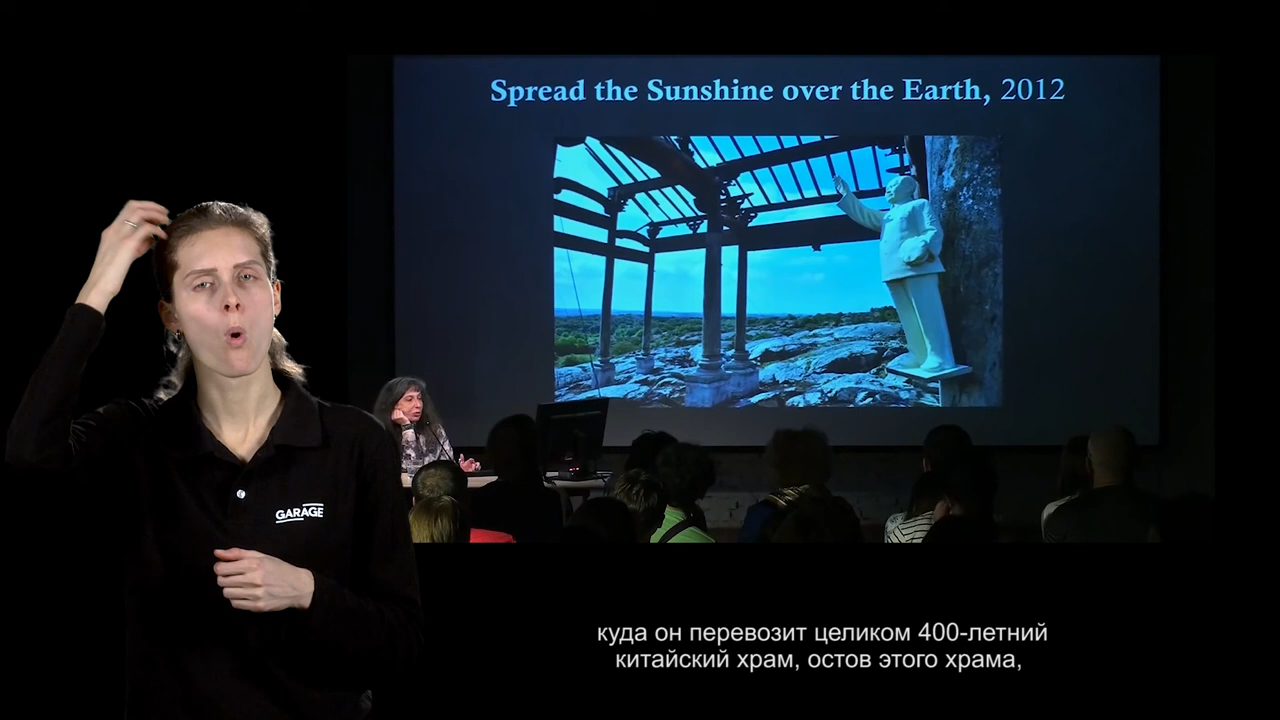 Spread the Sunshine over the Earth, 2012
GARAGE
куда он перевозит целиком 400-летний
китайский храм, остов этого храма,